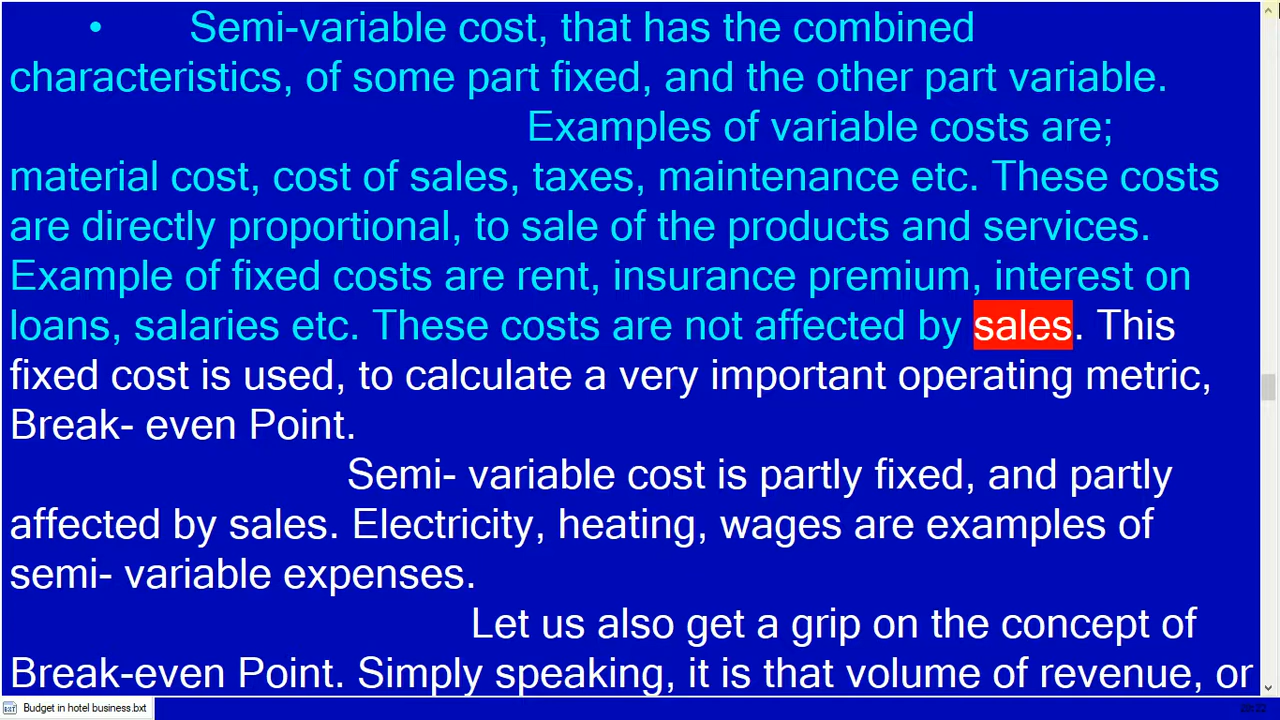 • Semi-variable cost, that has the combined
characteristics, of some part fixed, and the other part variable.
Examples of variable costs are;
material cost, cost of sales, taxes, maintenance etc. These costs
are directly proportional, to sale of the products and services.
Example of fixed costs are rent, insurance premium, interest on
loans, salaries etc. These costs are not affected by sales. This
fixed cost is used, to calculate a very important operating metric,
Break- even Point.
Semi- variable cost is partly fixed, and partly
affected by sales. Electricity, heating, wages are examples of
semi- variable expenses.
Let us also get a grip on the concept of
Break-even Point. Simply speaking, it is that volume of revenue, or
Budget in hotel business.bxt